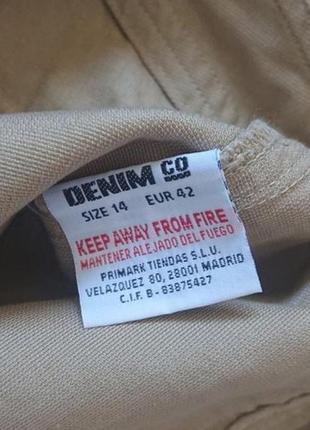 DENIM CO
SIZE 14 EUR 42
KEEP AWAY FROM FIRE
MANTENER ALEJADO DEL FUEGO
PRIMARK TIENDAS S.L.U.
VELAZQUEZ 80, 28001 MADRID
C.I.F. B - 83875427